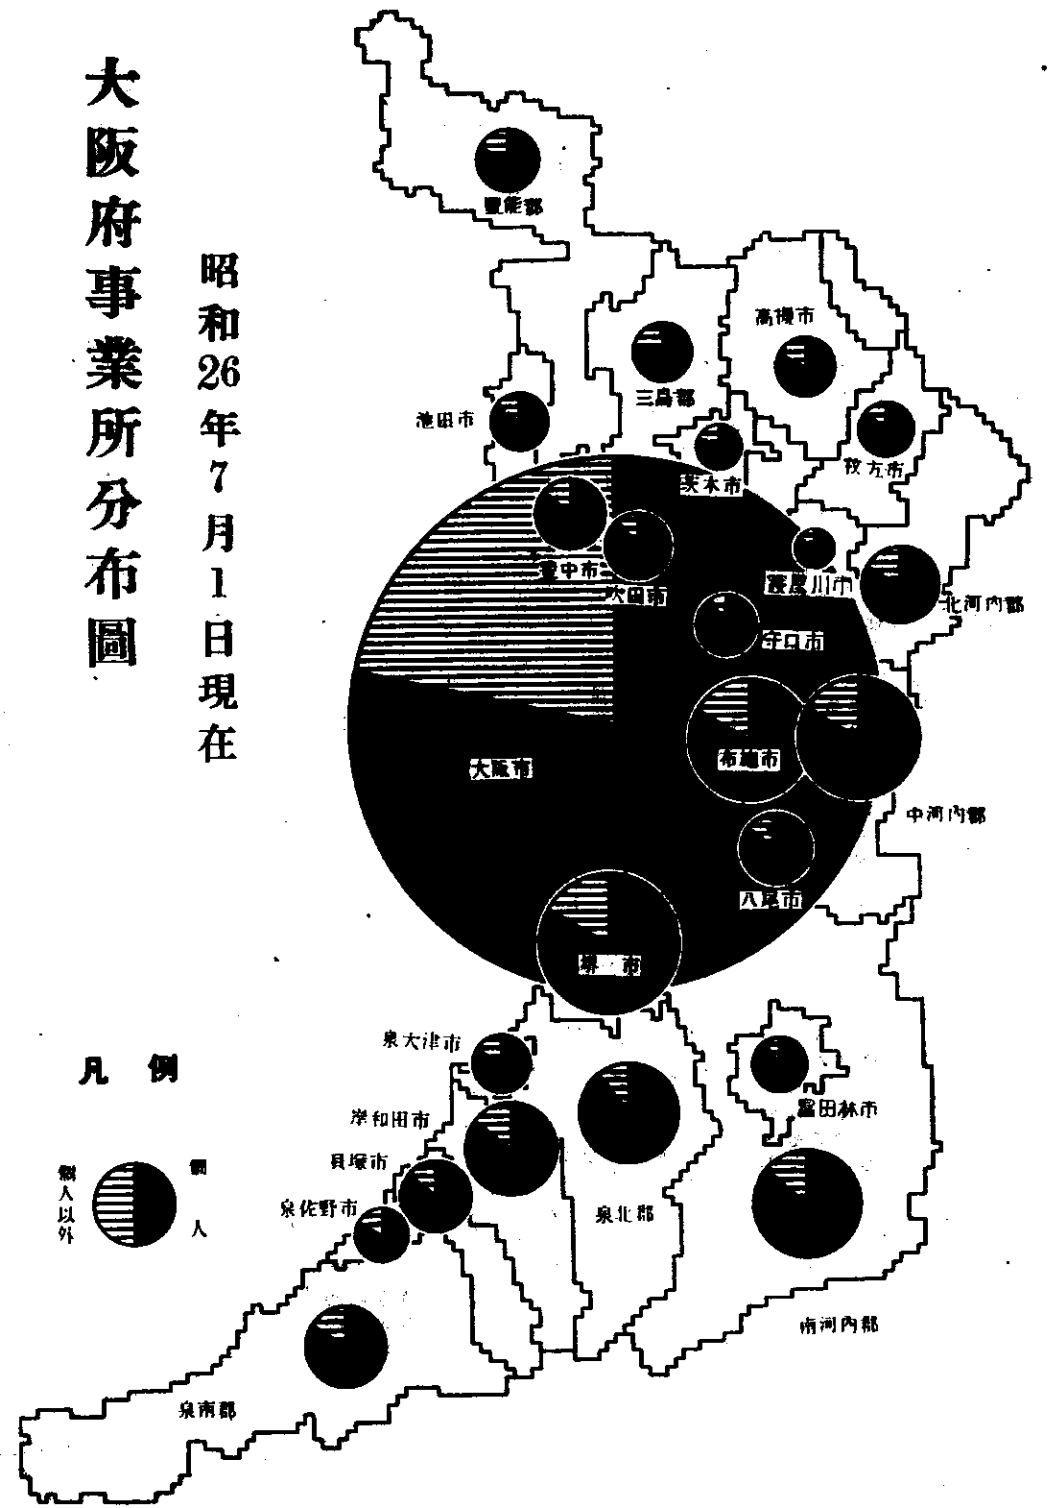 大阪府事業所分布圖
昭和26年7月1日現在
豊能郡
高槻市
三島郡
池田市
枚方市
茨木市
豊中市
吹田市
寝屋川市
北河内郡
守口市
布施市
大阪市
中河内郡
八尾市
堺市
泉大津市
凡例
富田林市
岸和田市
貝塚市
個人
個人以外
泉佐野市
泉北郡
南河内郡
泉南郡